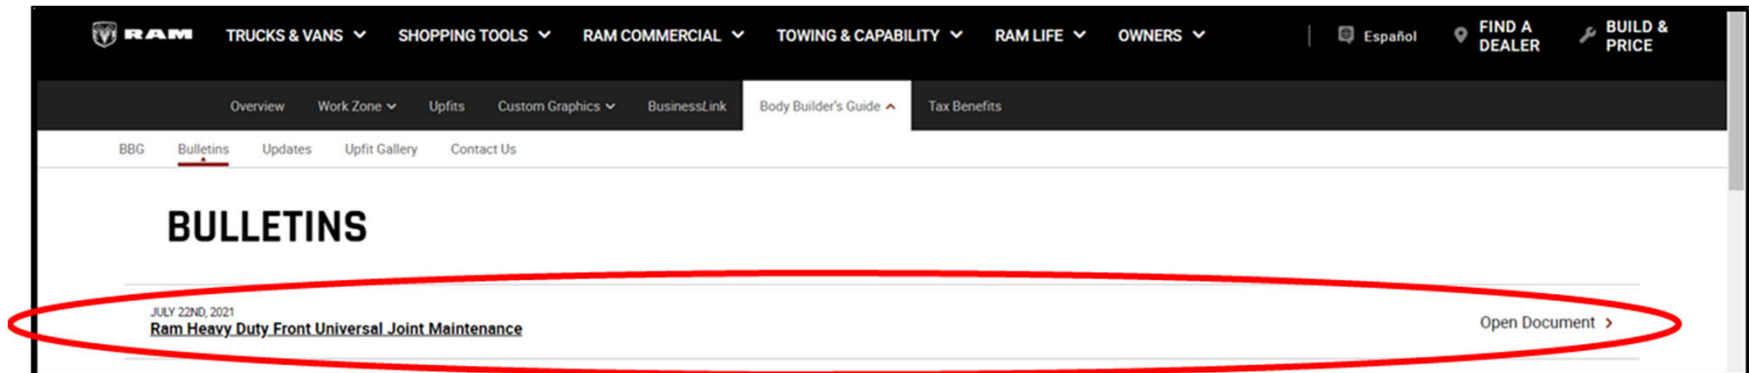 RAM TRUCKS & VANS SHOPPING TOOLS RAM COMMERCIAL TOWING & CAPABILITY RAM LIFE OWNERS Español FIND A DEALER BUILD & PRICE
Overview Work Zone Upfits Custom Graphics BusinessLink Body Builder's Guide Tax Benefits
BBG Bulletins Updates Upfit Gallery Contact Us
BULLETINS
JULY 22ND, 2021
Ram Heavy Duty Front Universal Joint Maintenance
Open Document